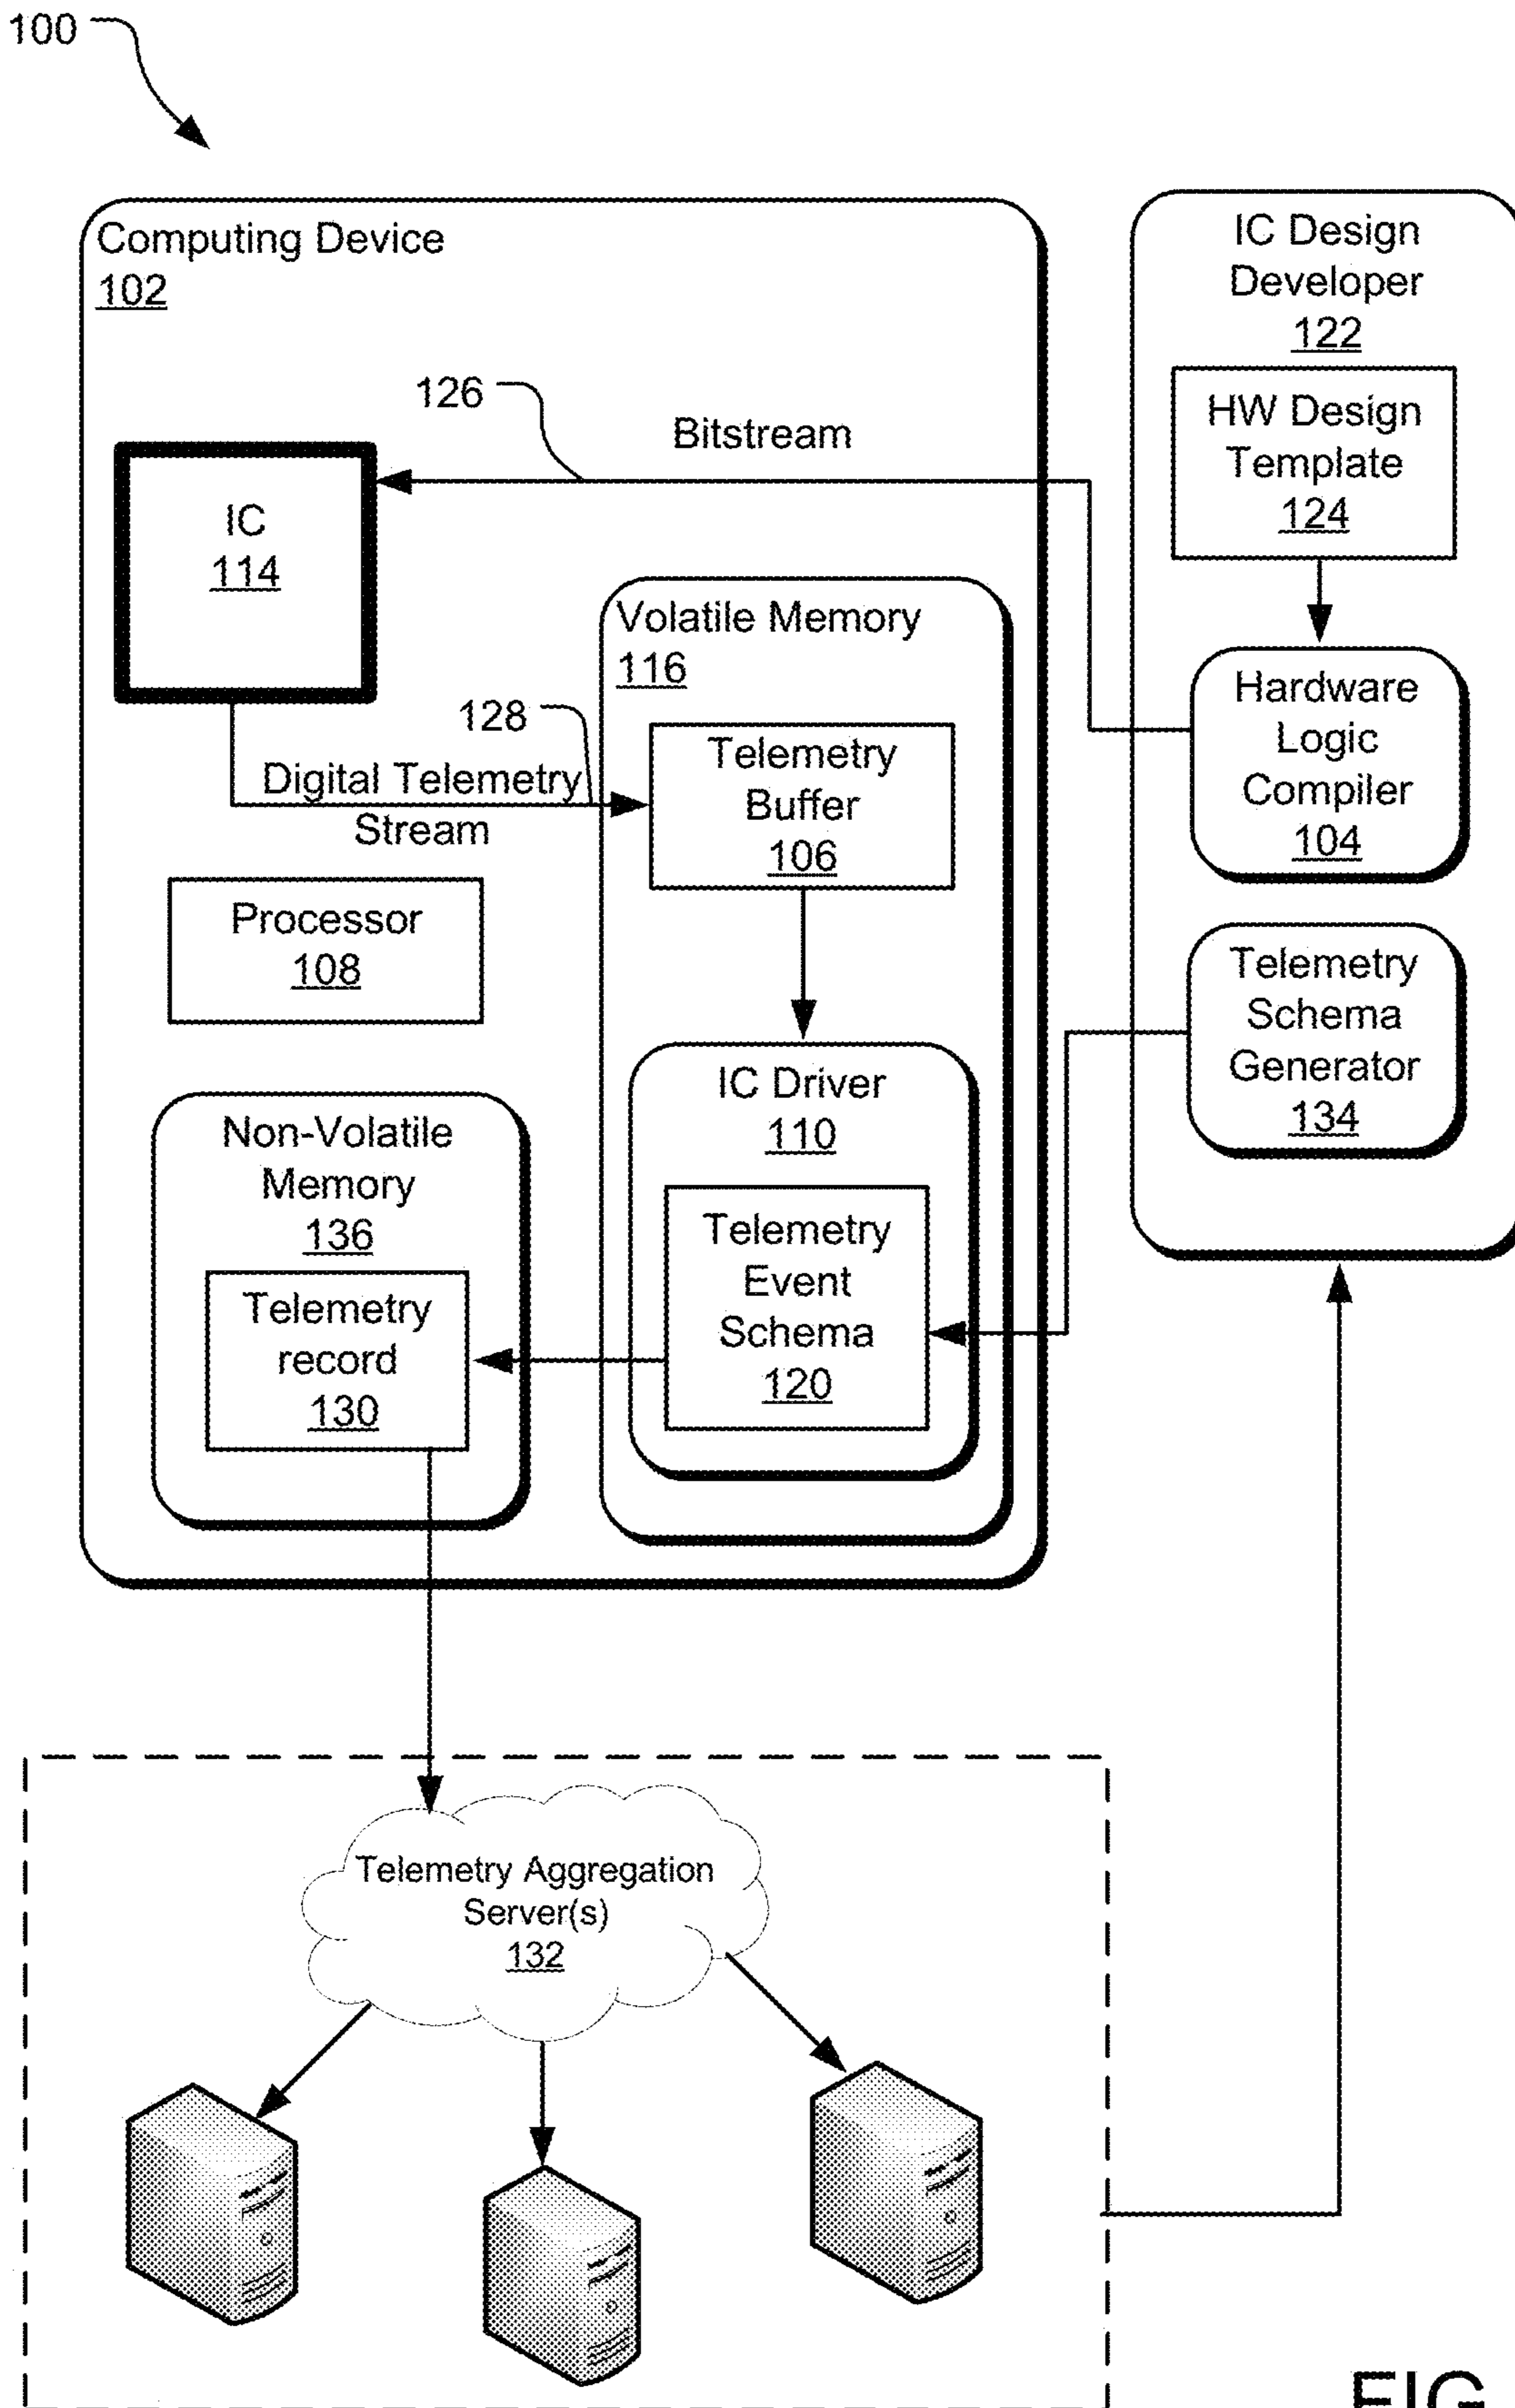 100
Computing Device
102
126
Bitstream
IC
114
Volatile Memory
116
128
Digital Telemetry
Stream
Telemetry
Buffer
106
Processor
108
IC Driver
110
Telemetry
Event
Schema
120
Non-Volatile
Memory
136
Telemetry
record
130
IC Design
Developer
122
HW Design
Template
124
Hardware
Logic
Compiler
104
Telemetry
Schema
Generator
134
Telemetry Aggregation
Server(s)
132
FIG